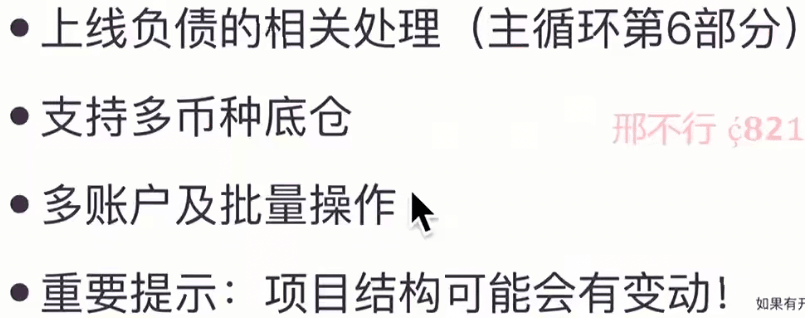 • 上线负债的相关处理（主循环第6部分）
• 支持多币种底仓
邢不行
• 多账户及批量操作
• 重要提示：项目结构可能会有变动！
如果有